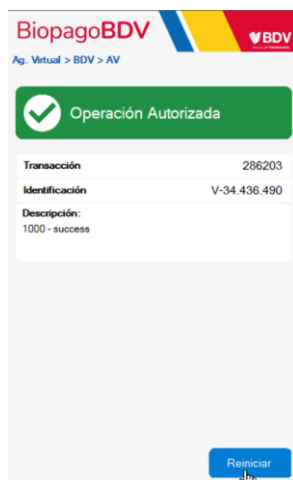 BiopagoBDV
BDV
Ag. Virtual > BDV > AV
Operación Autorizada
Transacción 286203
Identificación V-34.436.490
Descripción:
1000 - success
Reiniciar